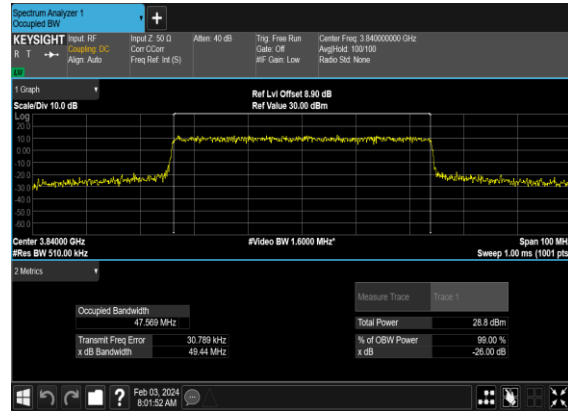 Spectrum Analyzer 1
Occupied BW
+
KEYSIGHT Input: RF Input Z: 50 Ω Atten: 40 dB Trig: Free Run Center Freq: 3.840000000 GHz
R T Coupling: DC Corr CCorr Gate: Off Avg|Hold: 100/100
Align: Auto Freq Ref: Int (S) #IF Gain: Low Radio Std: None
LW
1 Graph Ref Lvl Offset 8.90 dB
Scale/Div 10.0 dB Ref Value 30.00 dBm
Log
20.0
10.0
0.00
-10.0
-20.0
-30.0
-40.0
-50.0
-60.0
Center 3.84000 GHz #Video BW 1.6000 MHz* Span 100 MH
#Res BW 510.00 kHz Sweep 1.00 ms (1001 pts
2 Metrics
Measure Trace Trace 1
Occupied Bandwidth
47.569 MHz Total Power 28.8 dBm
Transmit Freq Error 30.789 kHz % of OBW Power 99.00 %
x dB Bandwidth 49.44 MHz x dB -26.00 dB
? Feb 03, 2024
8:01:52 AM